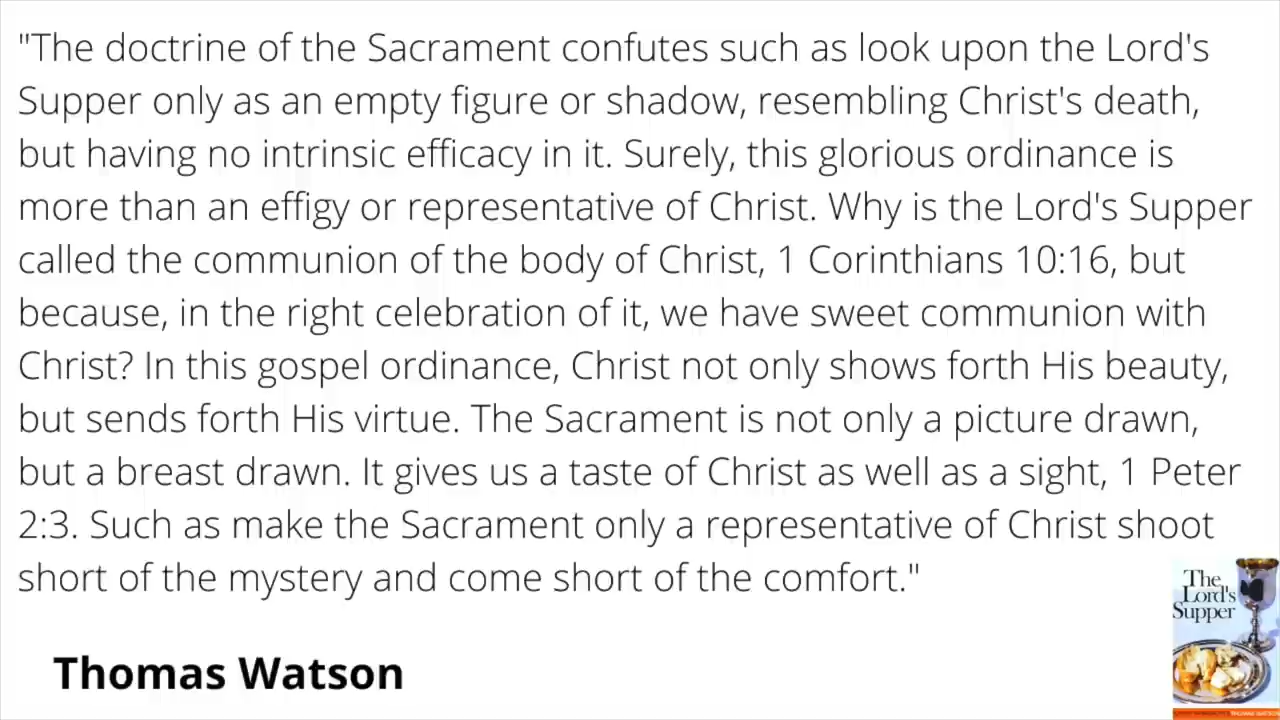 "The doctrine of the Sacrament confutes such as look upon the Lord's
Supper only as an empty figure or shadow, resembling Christ's death,
but having no intrinsic efficacy in it. Surely, this glorious ordinance is
more than an effigy or representative of Christ. Why is the Lord's Supper
called the communion of the body of Christ, 1 Corinthians 10:16, but
because, in the right celebration of it, we have sweet communion with
Christ? In this gospel ordinance, Christ not only shows forth His beauty,
but sends forth His virtue. The Sacrament is not only a picture drawn,
but a breast drawn. It gives us a taste of Christ as well as a sight, 1 Peter
2:3. Such as make the Sacrament only a representative of Christ shoot
short of the mystery and come short of the comfort."
The
Lord's
Supper
THOMAS WATSON
Thomas Watson